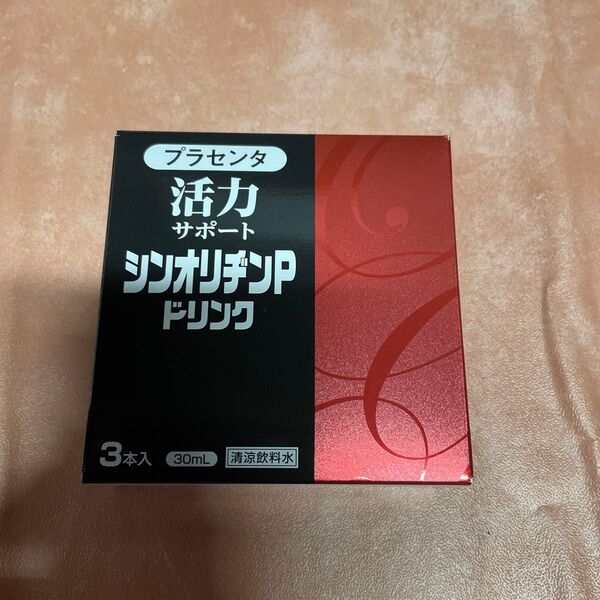 プラセンタ
活力
サポート
シンオリヂンP
ドリンク
3本入 30mL 清涼飲料水